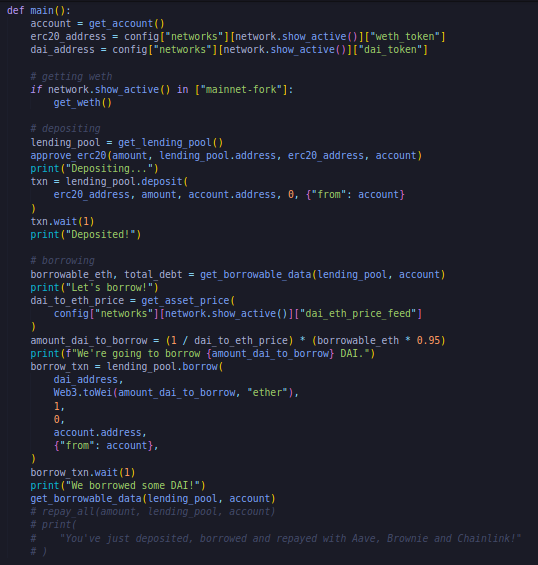 def main():
    account = get_account()
    erc20_address = config["networks"][network.show_active()]["weth_token"]
    dai_address = config["networks"][network.show_active()]["dai_token"]

    # getting weth
    if network.show_active() in ["mainnet-fork"]:
        get_weth()

    # depositing
    lending_pool = get_lending_pool()
    approve_erc20(amount, lending_pool.address, erc20_address, account)
    print("Depositing...")
    txn = lending_pool.deposit(
        erc20_address, amount, account.address, 0, {"from": account}
    )
    txn.wait(1)
    print("Deposited!")

    # borrowing
    borrowable_eth, total_debt = get_borrowable_data(lending_pool, account)
    print("Let's borrow!")
    dai_to_eth_price = get_asset_price(
        config["networks"][network.show_active()]["dai_eth_price_feed"]
    )
    amount_dai_to_borrow = (1 / dai_to_eth_price) * (borrowable_eth * 0.95)
    print(f"We're going to borrow {amount_dai_to_borrow} DAI.")
    borrow_txn = lending_pool.borrow(
        dai_address,
        Web3.toWei(amount_dai_to_borrow, "ether"),
        1,
        0,
        account.address,
        {"from": account},
    )
    borrow_txn.wait(1)
    print("We borrowed some DAI!")
    get_borrowable_data(lending_pool, account)
    # repay_all(amount, lending_pool, account)
    # print(
    #    "You've just deposited, borrowed and repayed with Aave, Brownie and Chainlink!"
    # )